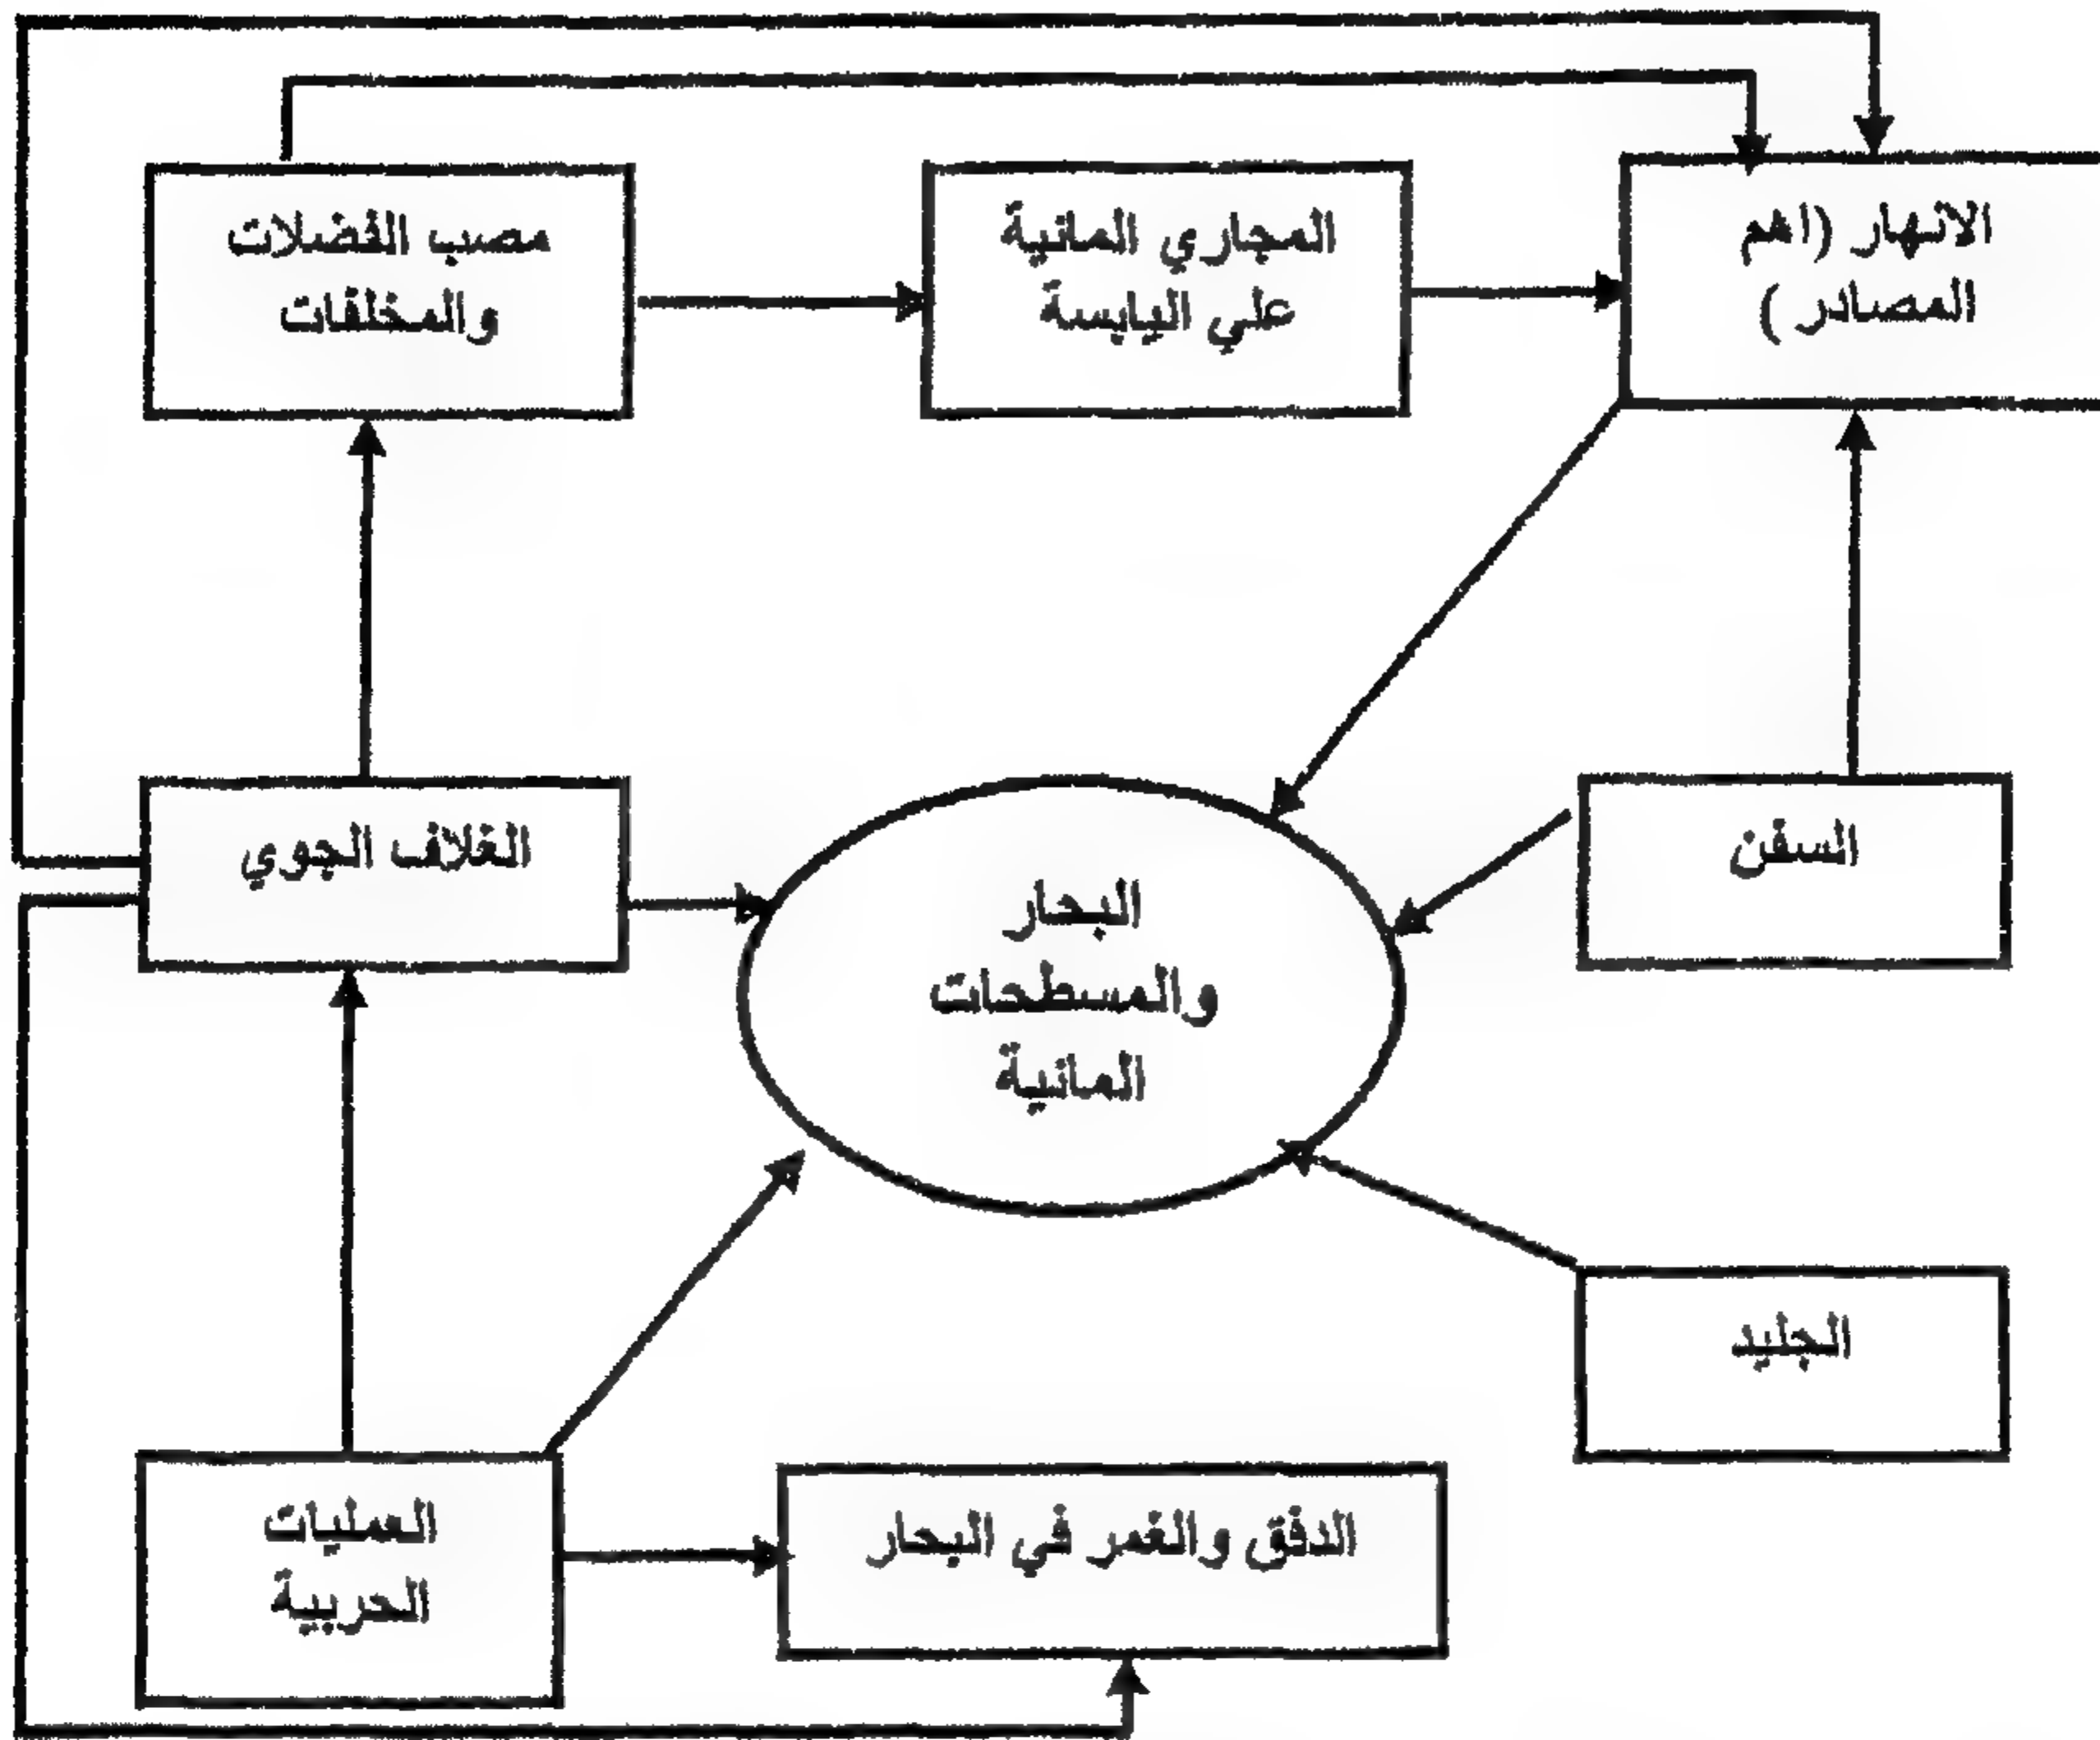 الانهار (اهم
المصادر )
المجاري المائية
علي اليابسة
مصب الفضلات
والمخلفات
السفن
البحار
والمسطحات
المائية
الغلاف الجوي
الجليد
الدفق والغمر في البحار
العمليات
الحربية